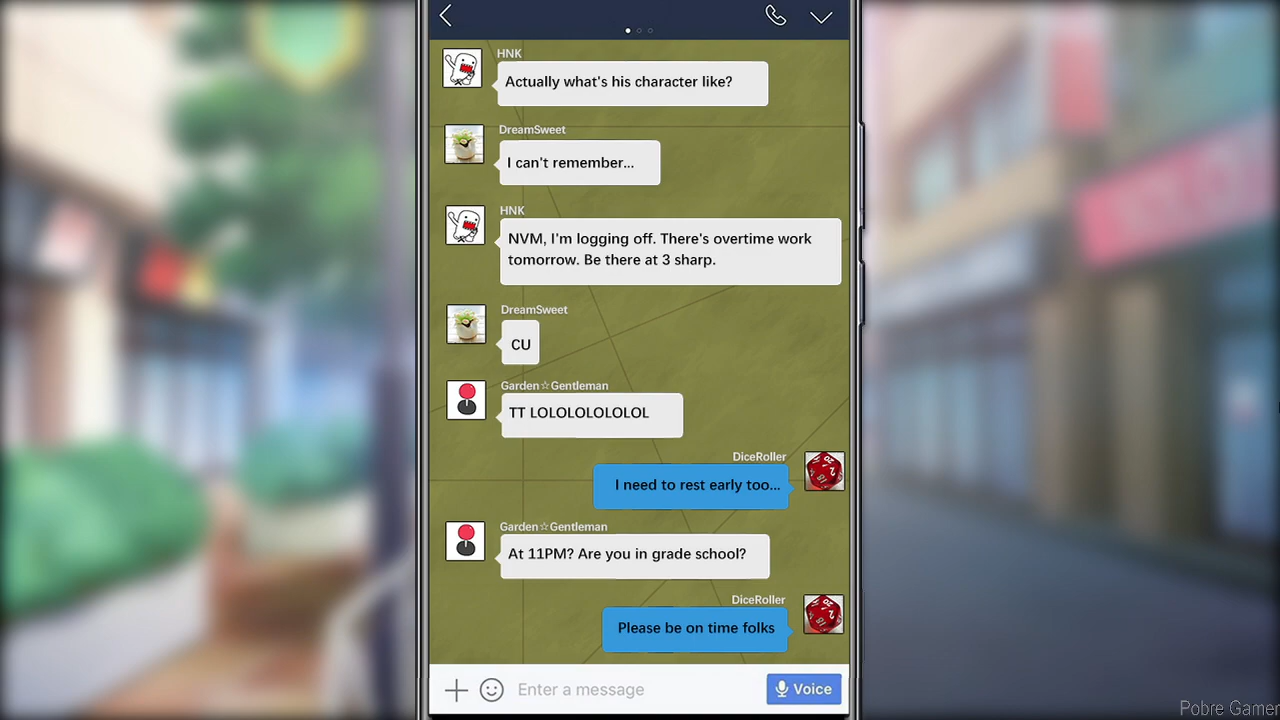 HNK
Actually what's his character like?
DreamSweet
I can't remember...
HNK
NVM, I'm logging off. There's overtime work
tomorrow. Be there at 3 sharp.
DreamSweet
CU
Garden☆Gentleman
TT LOLOLOLOLOLOL
DiceRoller
I need to rest early too...
Garden☆Gentleman
At 11PM? Are you in grade school?
DiceRoller
Please be on time folks
Enter a message
Voice
Pobre Gamer